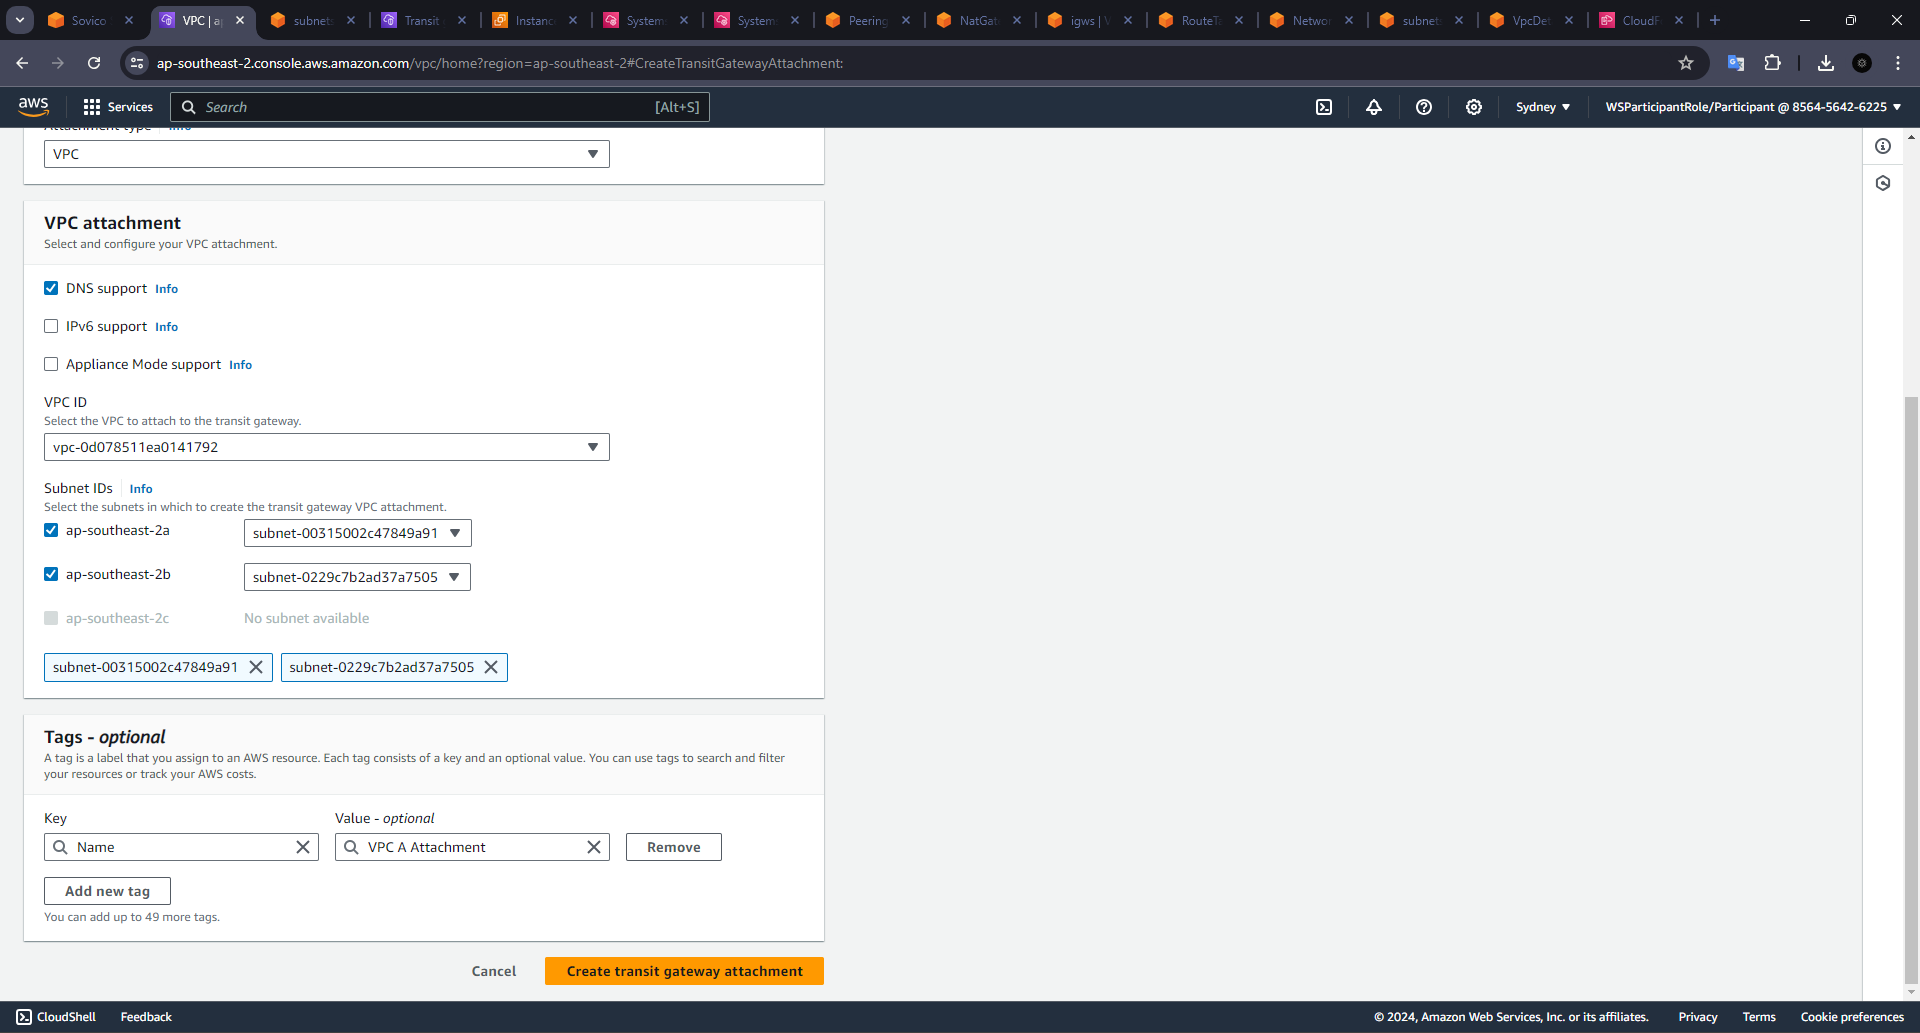 Sovico
VPC | ap
subnets
Transit
Instanc
System
System
Peering
NatGat
igws | V
RouteTa
Netwo
subnet
VpcDet
CloudF
ap-southeast-2.console.aws.amazon.com/vpc/home?region=ap-southeast-2#CreateTransitGatewayAttachment:
aws
Services
Search
[Alt+S]
Sydney
WSParticipantRole/Participant @ 8564-5642-6225
Attachment type Info
VPC
VPC attachment
Select and configure your VPC attachment.
DNS support Info
IPv6 support Info
Appliance Mode support Info
VPC ID
Select the VPC to attach to the transit gateway.
vpc-0d078511ea0141792
Subnet IDs Info
Select the subnets in which to create the transit gateway VPC attachment.
ap-southeast-2a subnet-00315002c47849a91
ap-southeast-2b subnet-0229c7b2ad37a7505
ap-southeast-2c No subnet available
subnet-00315002c47849a91 subnet-0229c7b2ad37a7505
Tags - optional
A tag is a label that you assign to an AWS resource. Each tag consists of a key and an optional value. You can use tags to search and filter
your resources or track your AWS costs.
Key Value - optional
Name VPC A Attachment Remove
Add new tag
You can add up to 49 more tags.
Cancel Create transit gateway attachment
CloudShell Feedback © 2024, Amazon Web Services, Inc. or its affiliates. Privacy Terms Cookie preferences